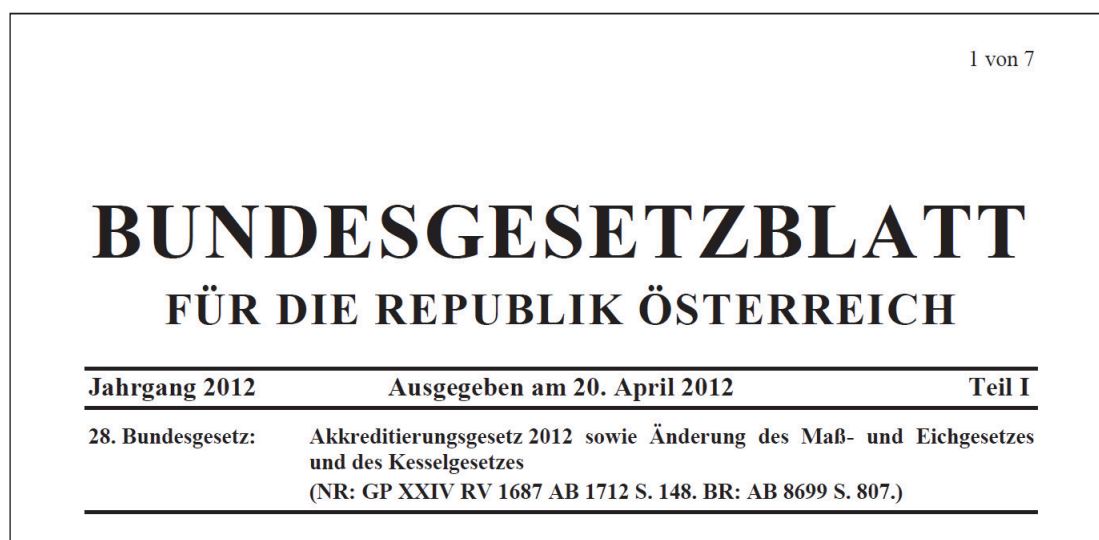 1 von 7
BUNDESGESETZBLATT
FÜR DIE REPUBLIK ÖSTERREICH
Jahrgang 2012 Ausgegeben am 20. April 2012 Teil I
28. Bundesgesetz: Akkreditierungsgesetz 2012 sowie Änderung des Maß- und Eichgesetzes
und des Kesselgesetzes
(NR: GP XXIV RV 1687 AB 1712 S. 148. BR: AB 8699 S. 807.)